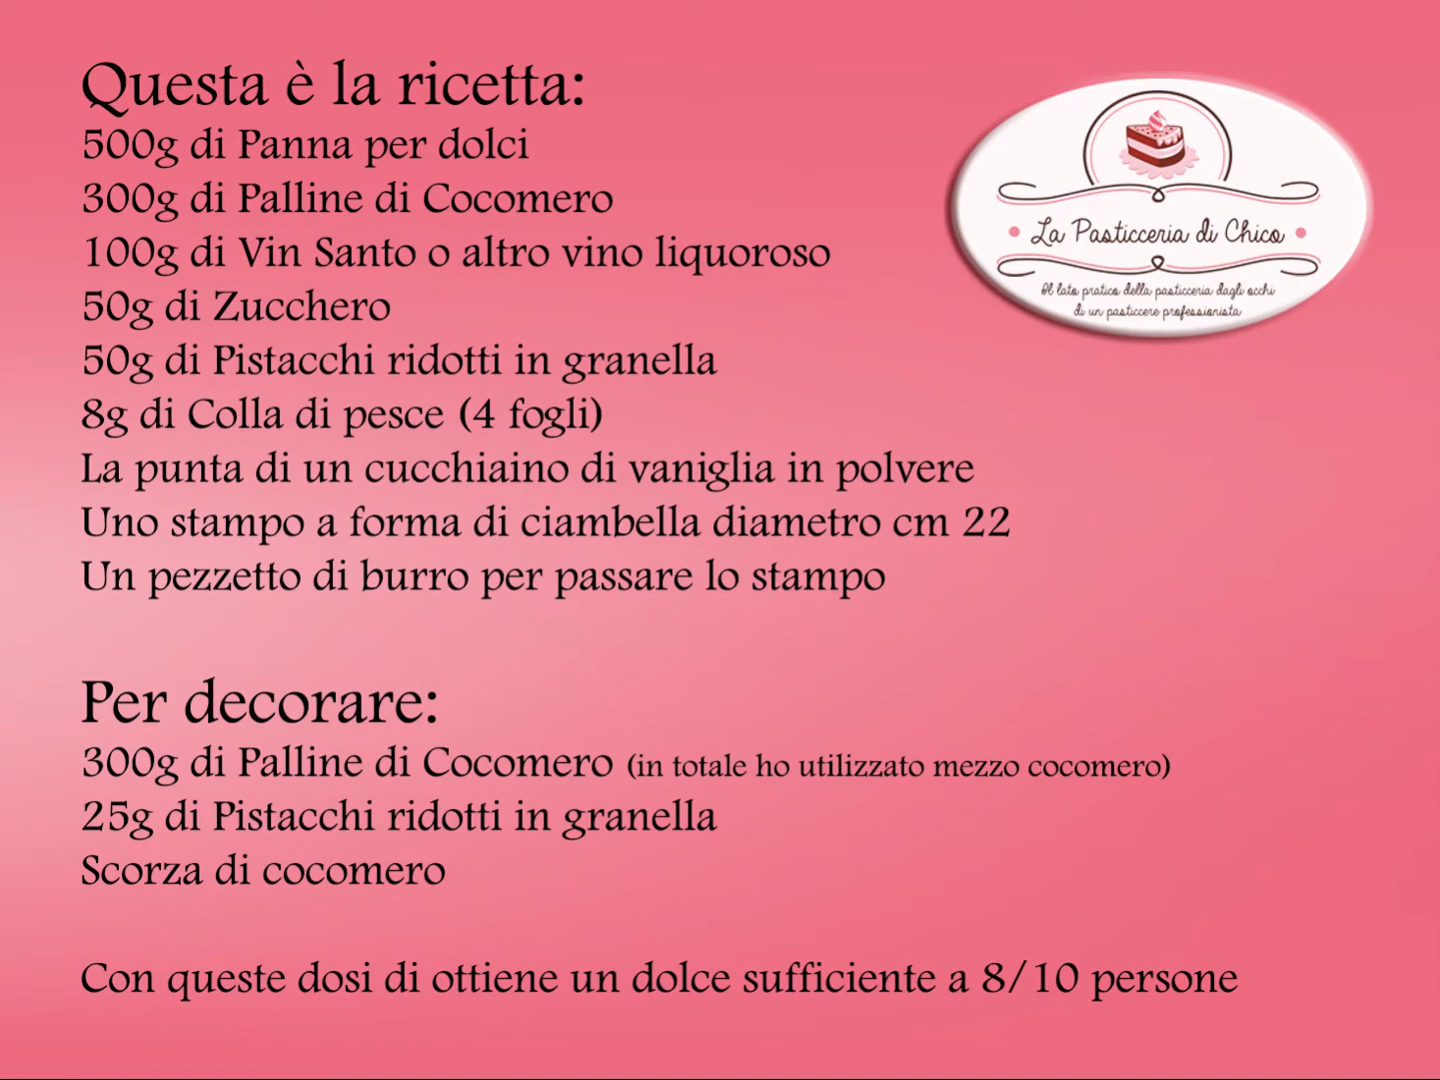 Questa è la ricetta:
500g di Panna per dolci
300g di Palline di Cocomero
100g di Vin Santo o altro vino liquoroso
50g di Zucchero
50g di Pistacchi ridotti in granella
8g di Colla di pesce (4 fogli)
La punta di un cucchiaino di vaniglia in polvere
Uno stampo a forma di ciambella diametro cm 22
Un pezzetto di burro per passare lo stampo
La Pasticceria di Chico
Il lato pratico della pasticceria dagli occhi
di un pasticcere professionista
Per decorare:
300g di Palline di Cocomero (in totale ho utilizzato mezzo cocomero)
25g di Pistacchi ridotti in granella
Scorza di cocomero
Con queste dosi di ottiene un dolce sufficiente a 8/10 persone